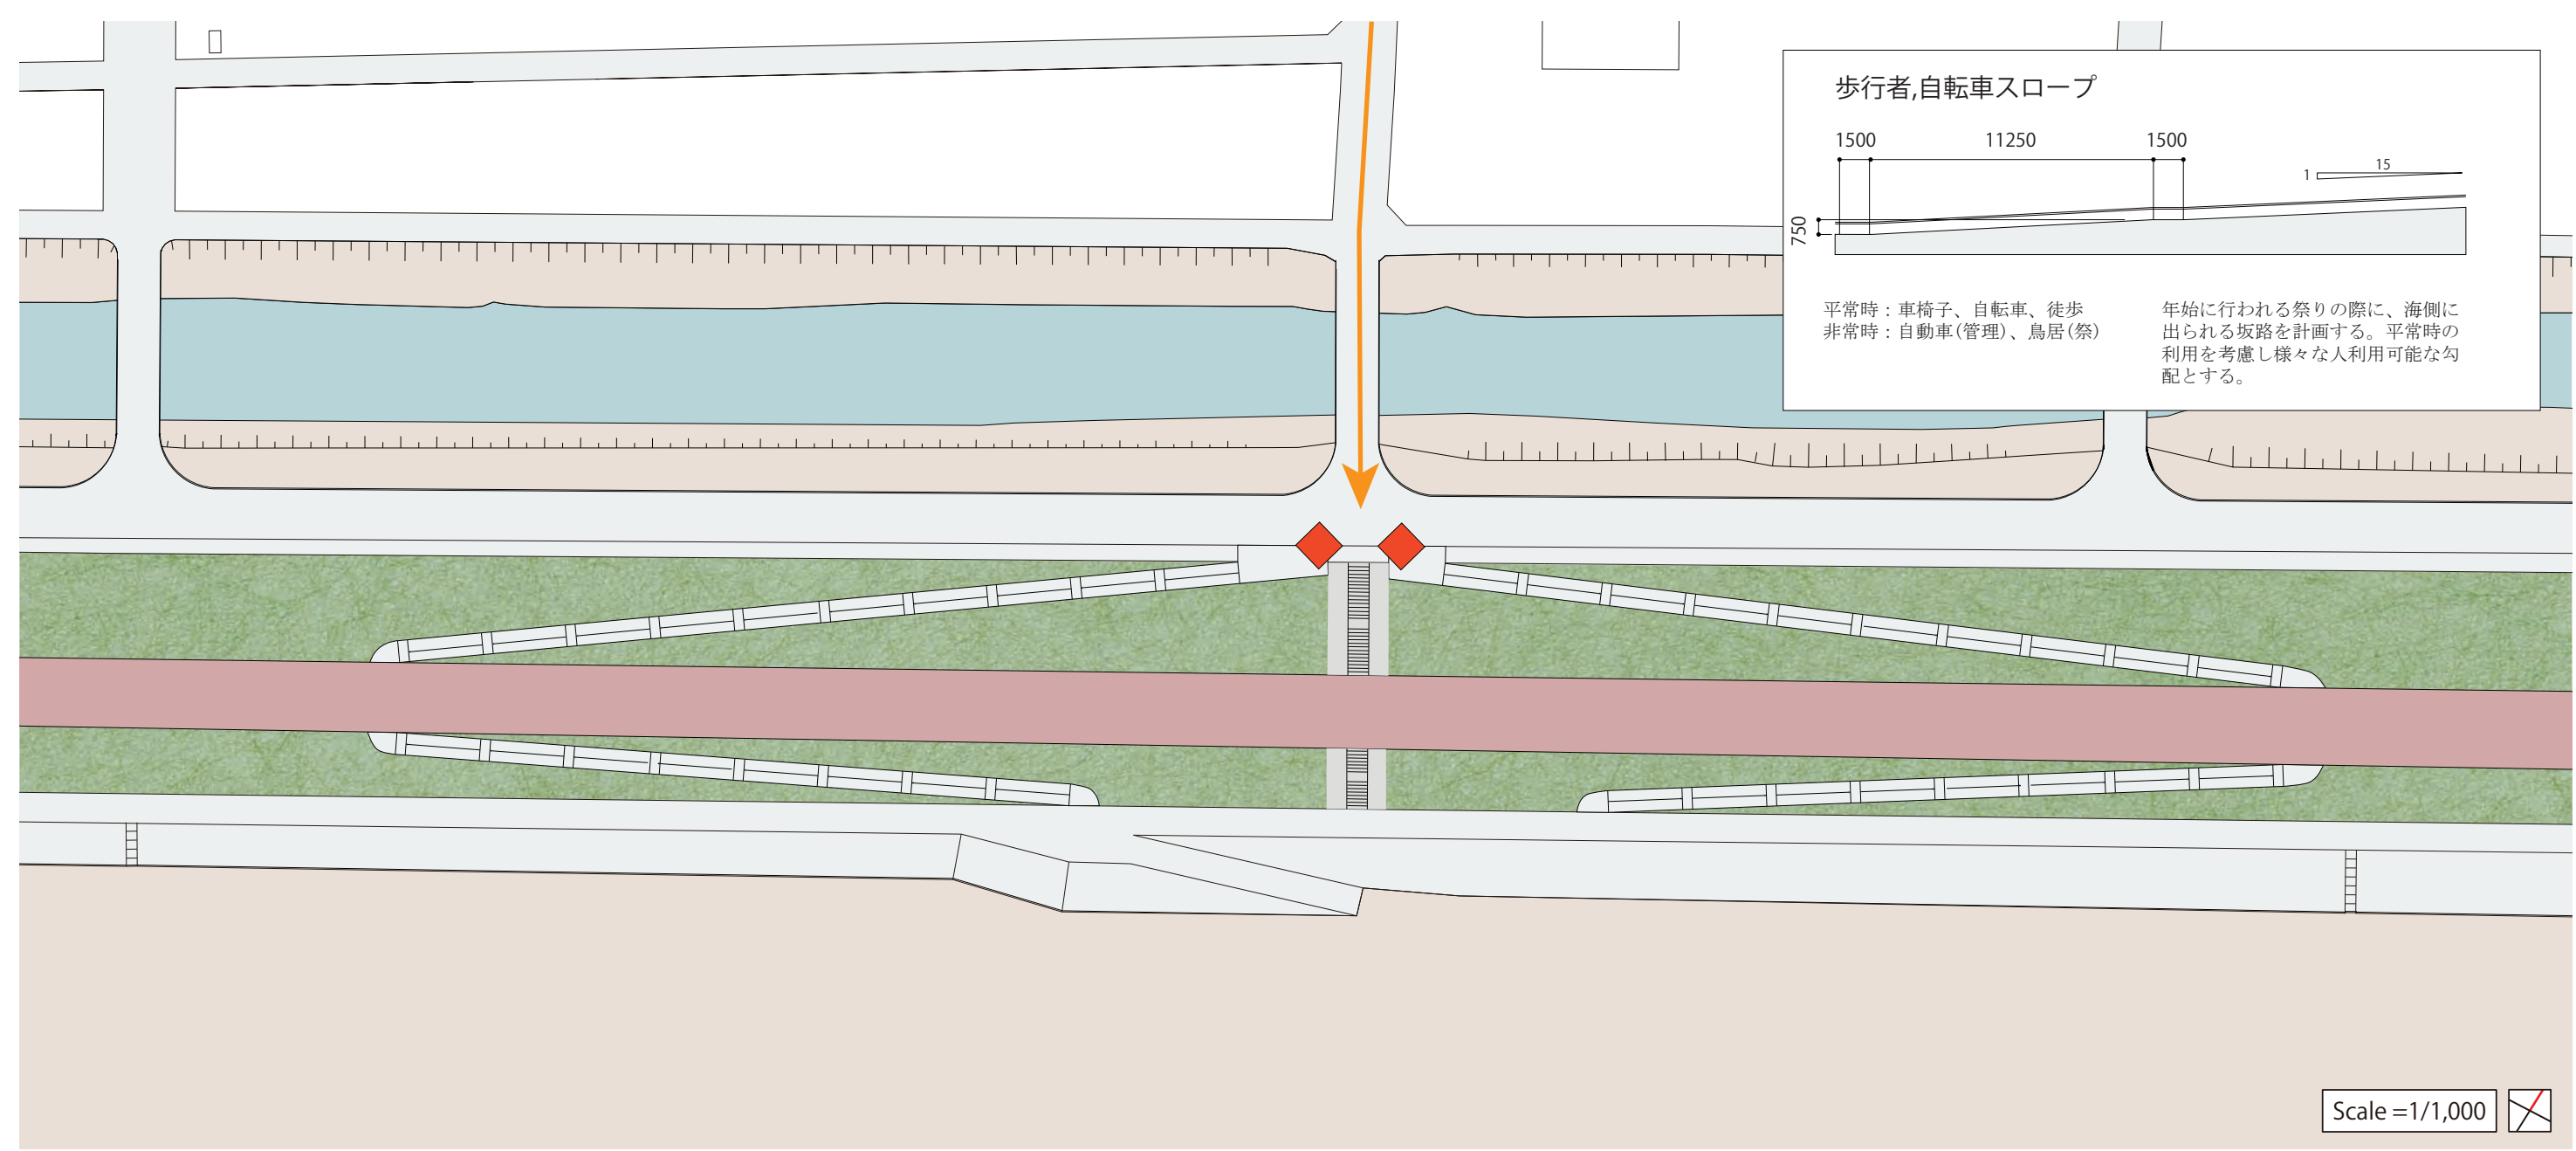 歩行者,自転車スロープ
1500 11250 1500
15
1
750
平常時：車椅子、自転車、徒歩
非常時：自動車(管理)、鳥居(祭)
年始に行われる祭りの際に、海側に
出られる坂路を計画する。平常時の
利用を考慮し様々な人利用可能な勾
配とする。
Scale =1/1,000